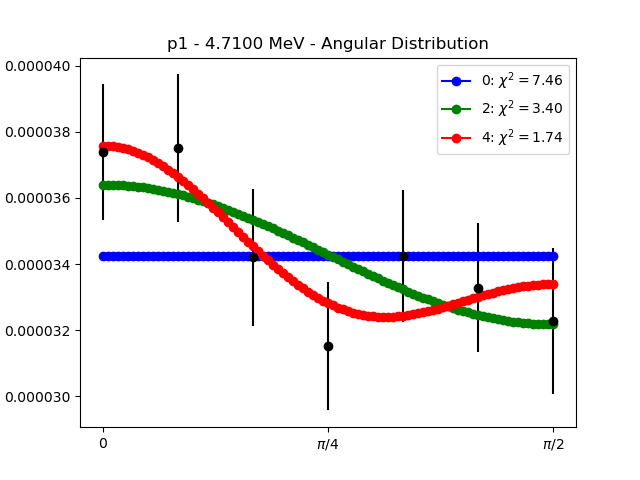 p1 - 4.7100 MeV - Angular Distribution
0.000040
0.000038
0.000036
0.000034
0.000032
0.000030
0: χ² = 7.46
2: χ² = 3.40
4: χ² = 1.74
0
π/4
π/2